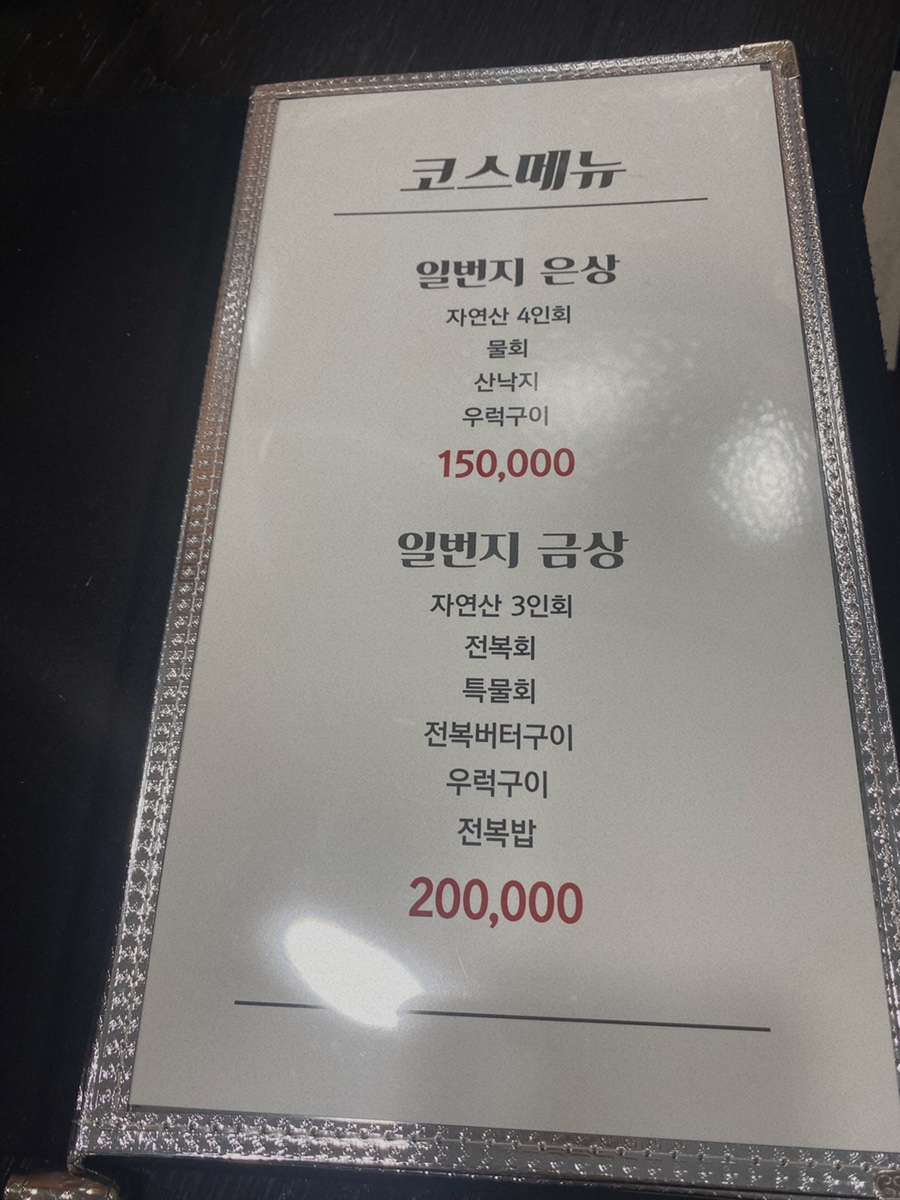 코스메뉴
일번지 은상
자연산 4인회
물회
산낙지
우럭구이
150,000
일번지 금상
자연산 3인회
전복회
특물회
전복버터구이
우럭구이
전복밥
200,000